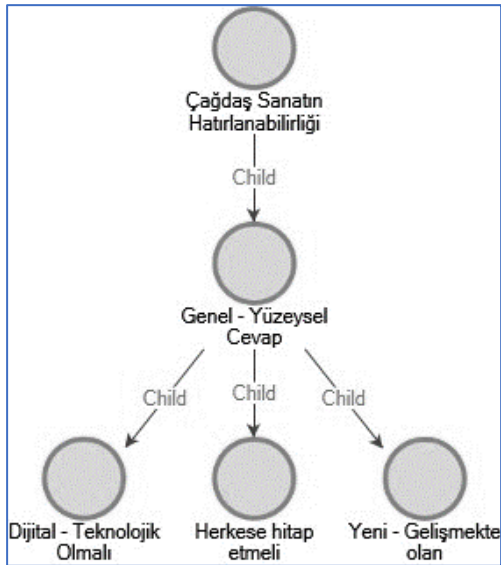 Çağdaş Sanatın
Hatırlanabilirliği
Child
Genel - Yüzeysel
Cevap
Child
Child
Child
Dijital - Teknolojik
Olmalı
Herkese hitap
etmeli
Yeni - Gelişmekte
olan